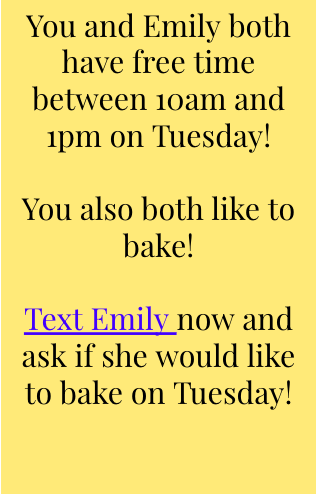 You and Emily both
have free time
between 10am and
1pm on Tuesday!
You also both like to
bake!
Text Emily now and
ask if she would like
to bake on Tuesday!